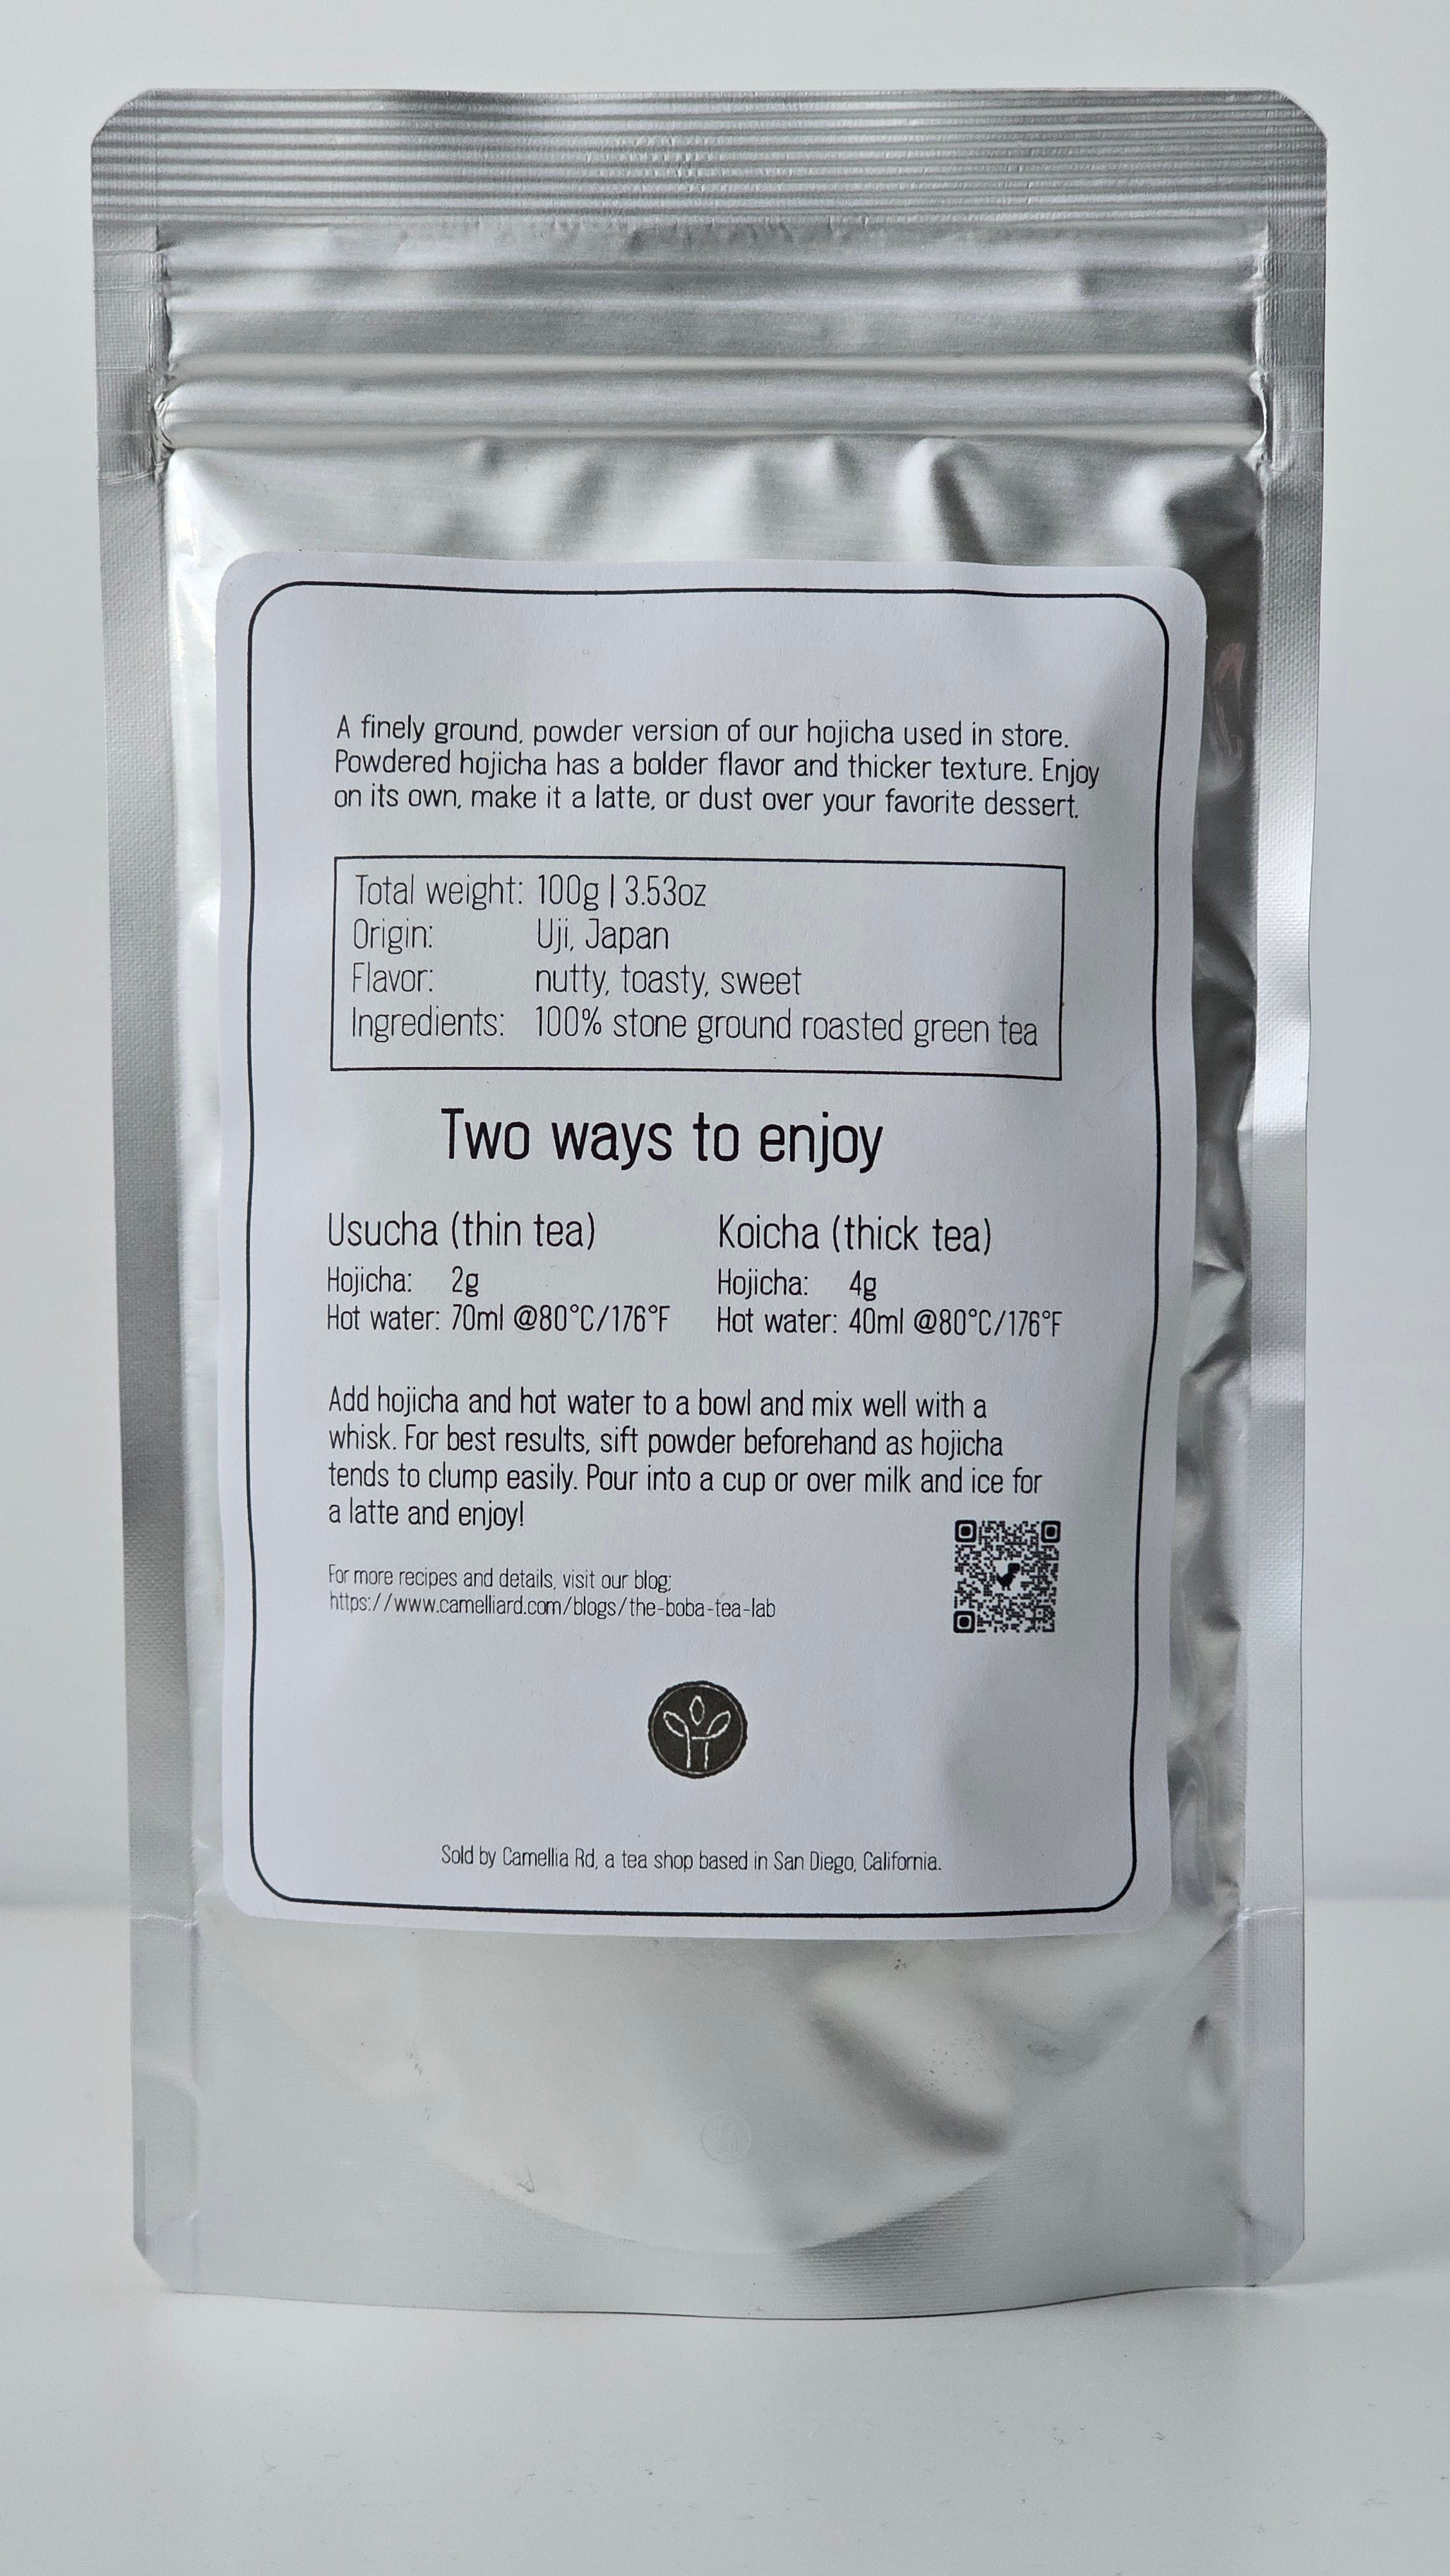 A finely ground, powder version of our hojicha used in store.
Powdered hojicha has a bolder flavor and thicker texture. Enjoy
on its own, make it a latte, or dust over your favorite dessert.
Total weight: 100g | 3.53oz
Origin: Uji, Japan
Flavor: nutty, toasty, sweet
Ingredients: 100% stone ground roasted green tea
Two ways to enjoy
Usucha (thin tea)
Hojicha: 2g
Hot water: 70ml @80°C/176°F
Koicha (thick tea)
Hojicha: 4g
Hot water: 40ml @80°C/176°F
Add hojicha and hot water to a bowl and mix well with a
whisk. For best results, sift powder beforehand as hojicha
tends to clump easily. Pour into a cup or over milk and ice for
a latte and enjoy!
For more recipes and details, visit our blog:
https://www.camelliard.com/blogs/the-boba-tea-lab
Sold by Camellia Rd, a tea shop based in San Diego, California.